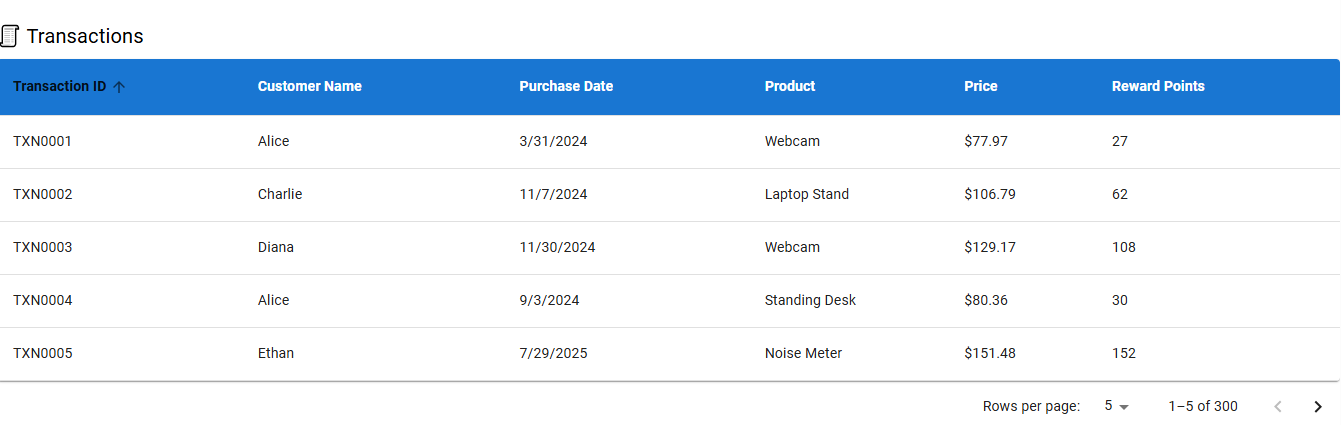 Transactions
Transaction ID Customer Name Purchase Date Product Price Reward Points
TXN0001 Alice 3/31/2024 Webcam $77.97 27
TXN0002 Charlie 11/7/2024 Laptop Stand $106.79 62
TXN0003 Diana 11/30/2024 Webcam $129.17 108
TXN0004 Alice 9/3/2024 Standing Desk $80.36 30
TXN0005 Ethan 7/29/2025 Noise Meter $151.48 152
Rows per page: 5 1–5 of 300